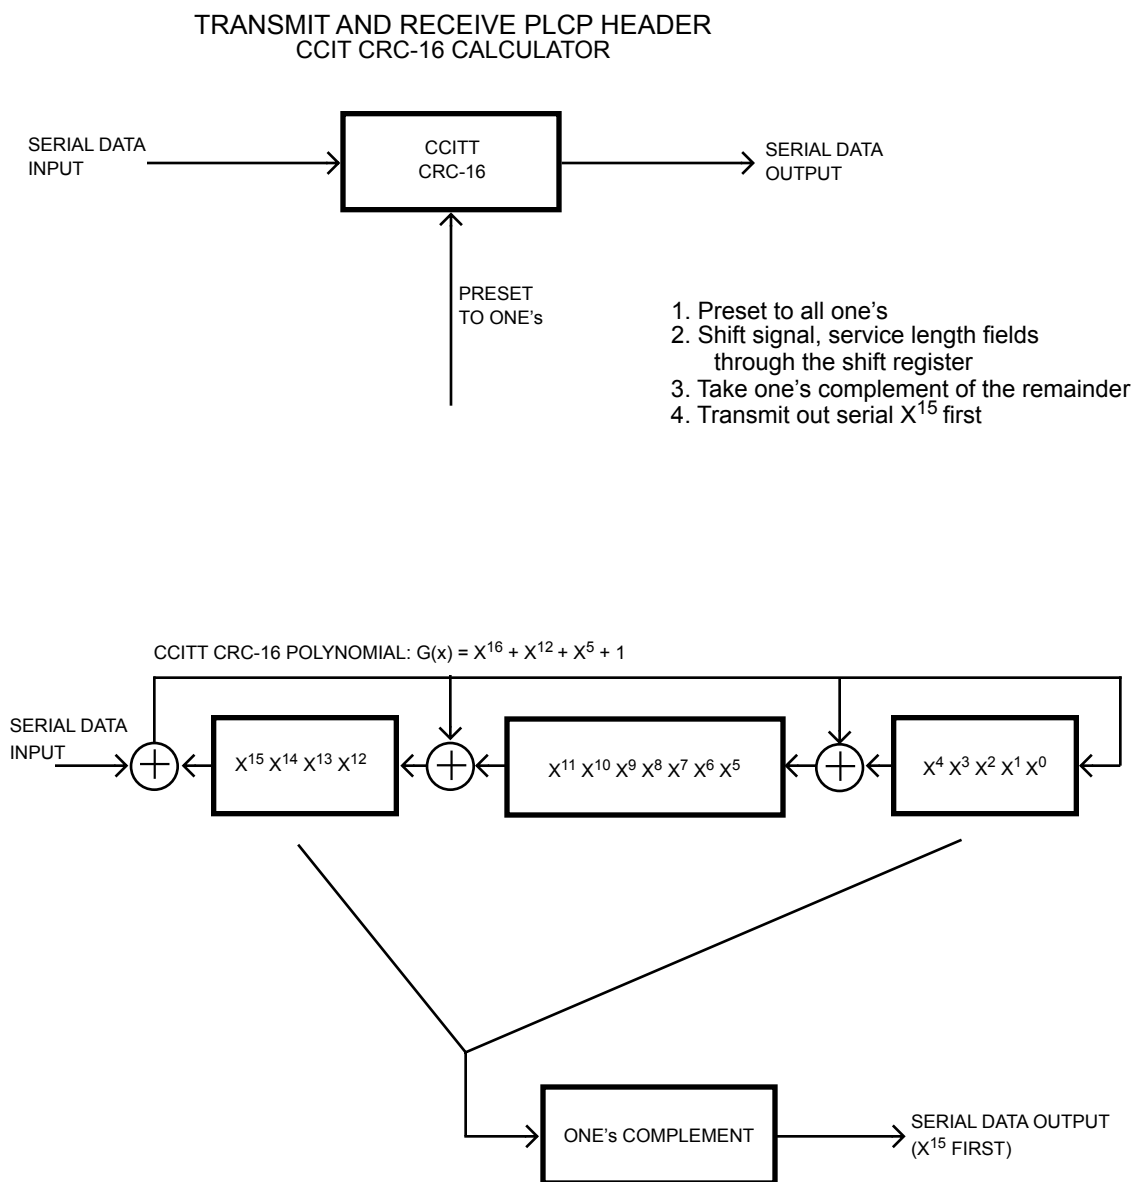 TRANSMIT AND RECEIVE PLCP HEADER
CCIT CRC-16 CALCULATOR
SERIAL DATA
INPUT
CCITT
CRC-16
SERIAL DATA
OUTPUT
PRESET
TO ONE's
1. Preset to all one's
2. Shift signal, service length fields
through the shift register
3. Take one's complement of the remainder
4. Transmit out serial X¹⁵ first
CCITT CRC-16 POLYNOMIAL: G(x) = X¹⁶ + X¹² + X⁵ + 1
SERIAL DATA
INPUT
X¹⁵ X¹⁴ X¹³ X¹²
X¹¹ X¹⁰ X⁹ X⁸ X⁷ X⁶ X⁵
X⁴ X³ X² X¹ X⁰
ONE's COMPLEMENT
SERIAL DATA OUTPUT
(X¹⁵ FIRST)